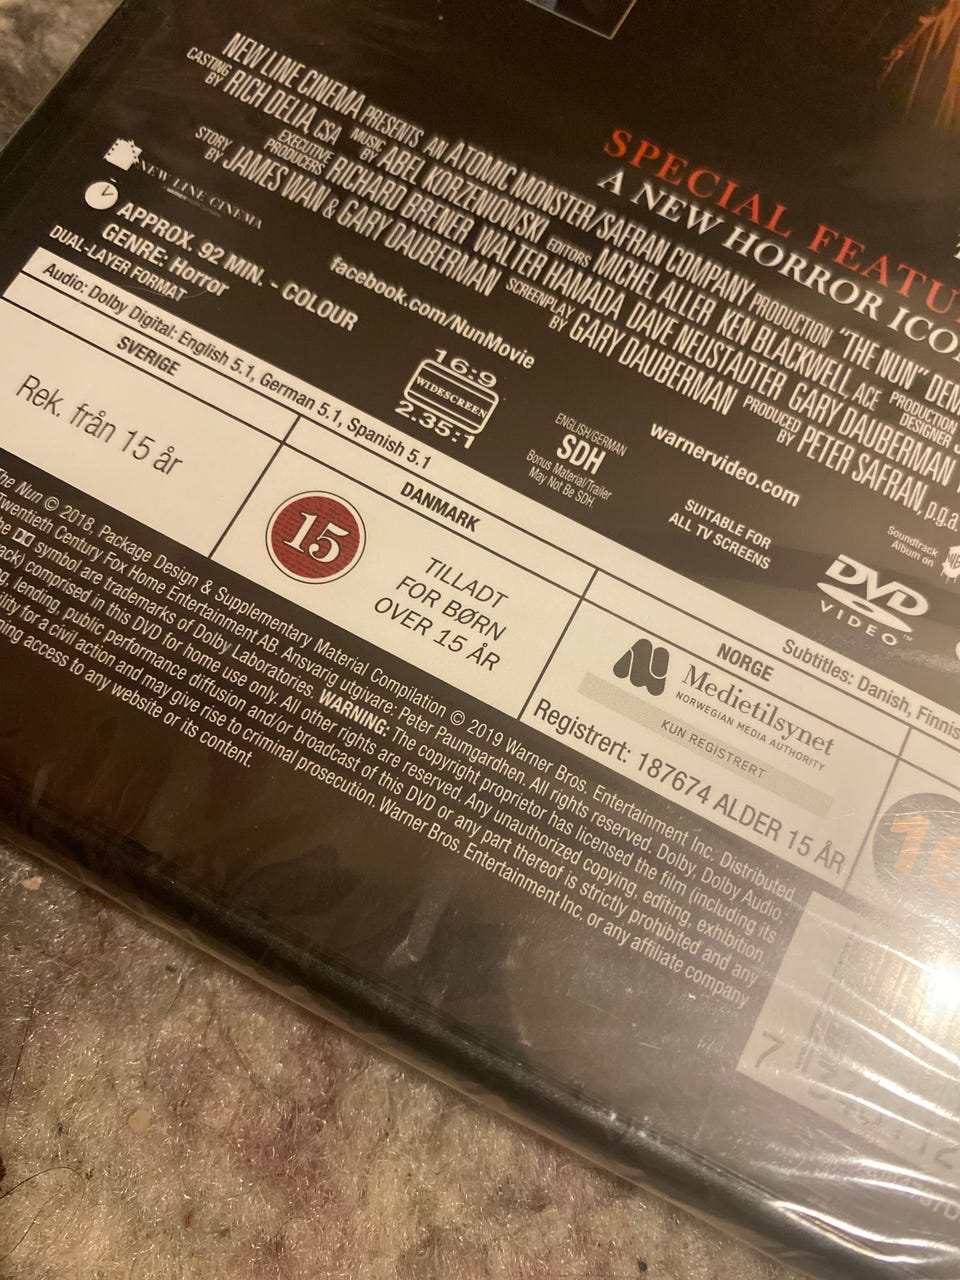 SPECIAL FEATU
A NEW HORROR ICO
NEW LINE CINEMA PRESENTS AN ATOMIC MONSTER/SAFRAN COMPANY PRODUCTION "THE NUN"
CASTING BY RICH DELIA, CSA MUSIC BY ABEL KORZENIOWSKI EDITORS MICHEL ALLER KEN BLACKWELL, ACE PRODUCTION DESIGNER
EXECUTIVE PRODUCERS RICHARD BRENER WALTER HAMADA DAVE NEUSTADTER GARY DAUBERMAN
STORY BY JAMES WAN & GARY DAUBERMAN SCREENPLAY BY GARY DAUBERMAN PRODUCED BY PETER SAFRAN, p.g.a.
NEW LINE CINEMA
APPROX. 92 MIN. - COLOUR
GENRE: Horror
DUAL-LAYER FORMAT
facebook.com/NunMovie
16:9
WIDESCREEN
2.35:1
ENGLISH/GERMAN
SDH
Bonus Material/Trailer
May Not Be SDH.
warnervideo.com
SUITABLE FOR
ALL TV SCREENS
Soundtrack
Album on
DVD
VIDEO™
Audio: Dolby Digital: English 5.1, German 5.1, Spanish 5.1
Subtitles: Danish, Finnis
SVERIGE
Rek. från 15 år
DANMARK
15
TILLADT
FOR BØRN
OVER 15 ÅR
NORGE
Medietilsynet
NORWEGIAN MEDIA AUTHORITY
KUN REGISTRERT
Registrert: 187674 ALDER 15 ÅR
The Nun © 2018, Package Design & Supplementary Material Compilation © 2019 Warner Bros. Entertainment Inc. Distributed
Twentieth Century Fox Home Entertainment AB. Ansvarig utgivare: Peter Paumgardhen. All rights reserved. Dolby, Dolby Audio,
symbol are trademarks of Dolby Laboratories. WARNING: The copyright proprietor has licensed the film (including its
comprised in this DVD for home use only. All other rights are reserved. Any unauthorized copying, editing, exhibition,
lending, public performance diffusion and/or broadcast of this DVD or any part thereof is strictly prohibited and any
for a civil action and may give rise to criminal prosecution. Warner Bros. Entertainment Inc. or any affiliate company
access to any website or its content.
7